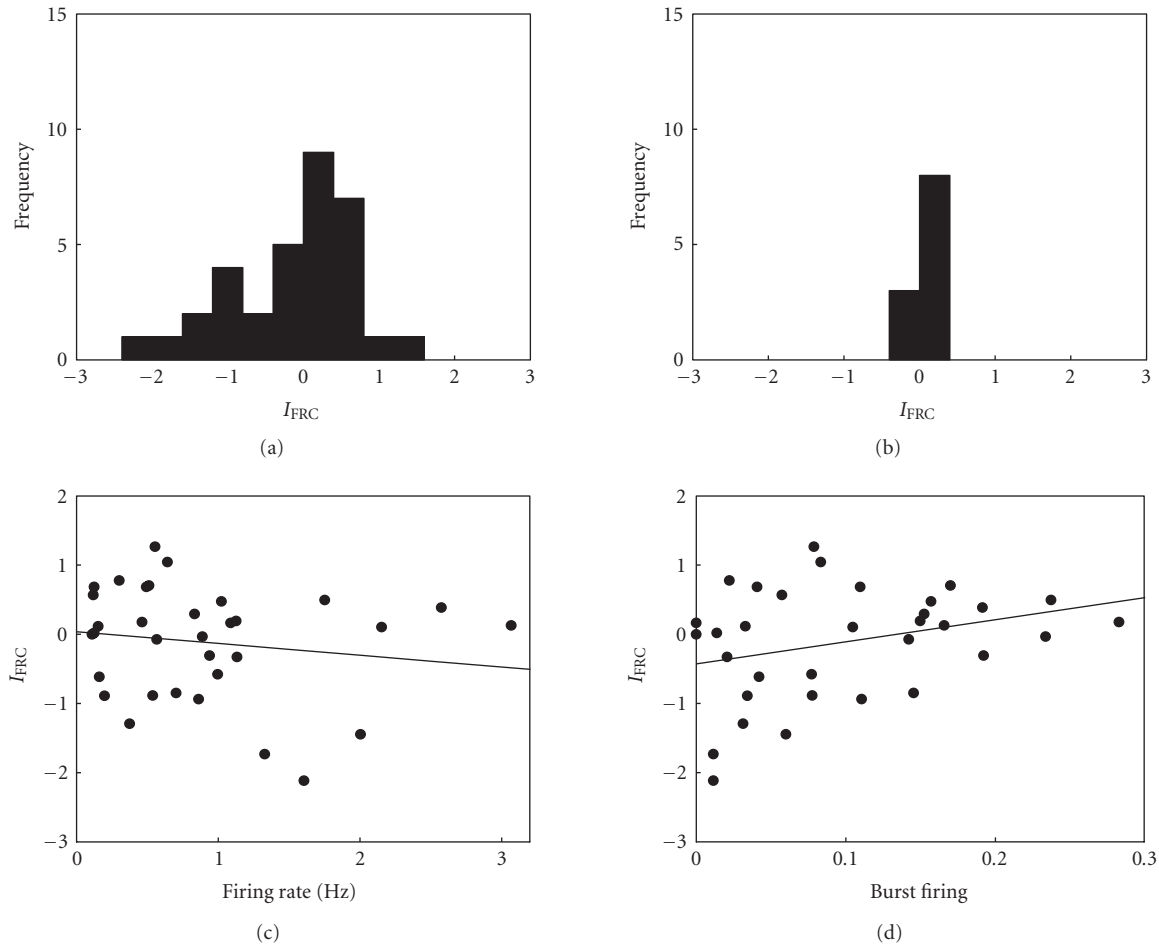 15
10
5
0
Frequency
−3 −2 −1 0 1 2 3
I_FRC
(a)
15
10
5
0
Frequency
−3 −2 −1 0 1 2 3
I_FRC
(b)
2
1
0
−1
−2
−3
I_FRC
0 1 2 3
Firing rate (Hz)
(c)
2
1
0
−1
−2
−3
I_FRC
0 0.1 0.2 0.3
Burst firing
(d)